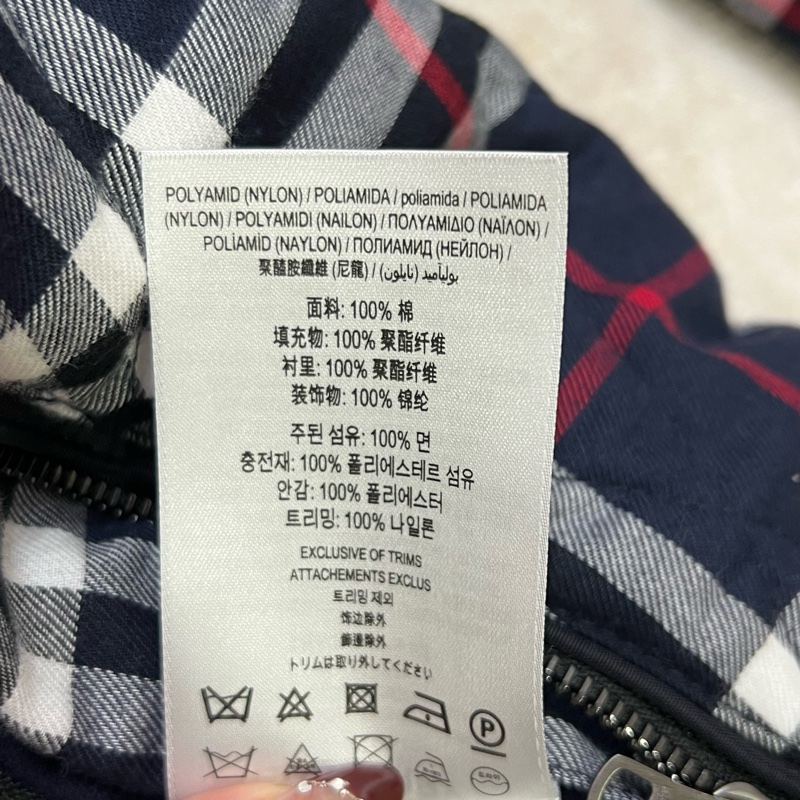 POLYAMID (NYLON) / POLIAMIDA / poliamida / POLIAMIDA
(NYLON) / POLYAMIDI (NAILON) / ΠΟΛΥΑΜΙΔΙΟ (ΝΑΪΛΟΝ) /
POLİAMİD (NAYLON) / ПОЛИАМИД (НЕЙЛОН) /
聚醯胺纖維 (尼龍) / بوليآميد (نايلون)
面料: 100% 棉
填充物: 100% 聚酯纤维
衬里: 100% 聚酯纤维
装饰物: 100% 锦纶
주된 섬유: 100% 면
충전재: 100% 폴리에스테르 섬유
안감: 100% 폴리에스터
트리밍: 100% 나일론
EXCLUSIVE OF TRIMS
ATTACHEMENTS EXCLUS
트리밍 제외
饰边除外
飾邊除外
トリムは取り外してください
P